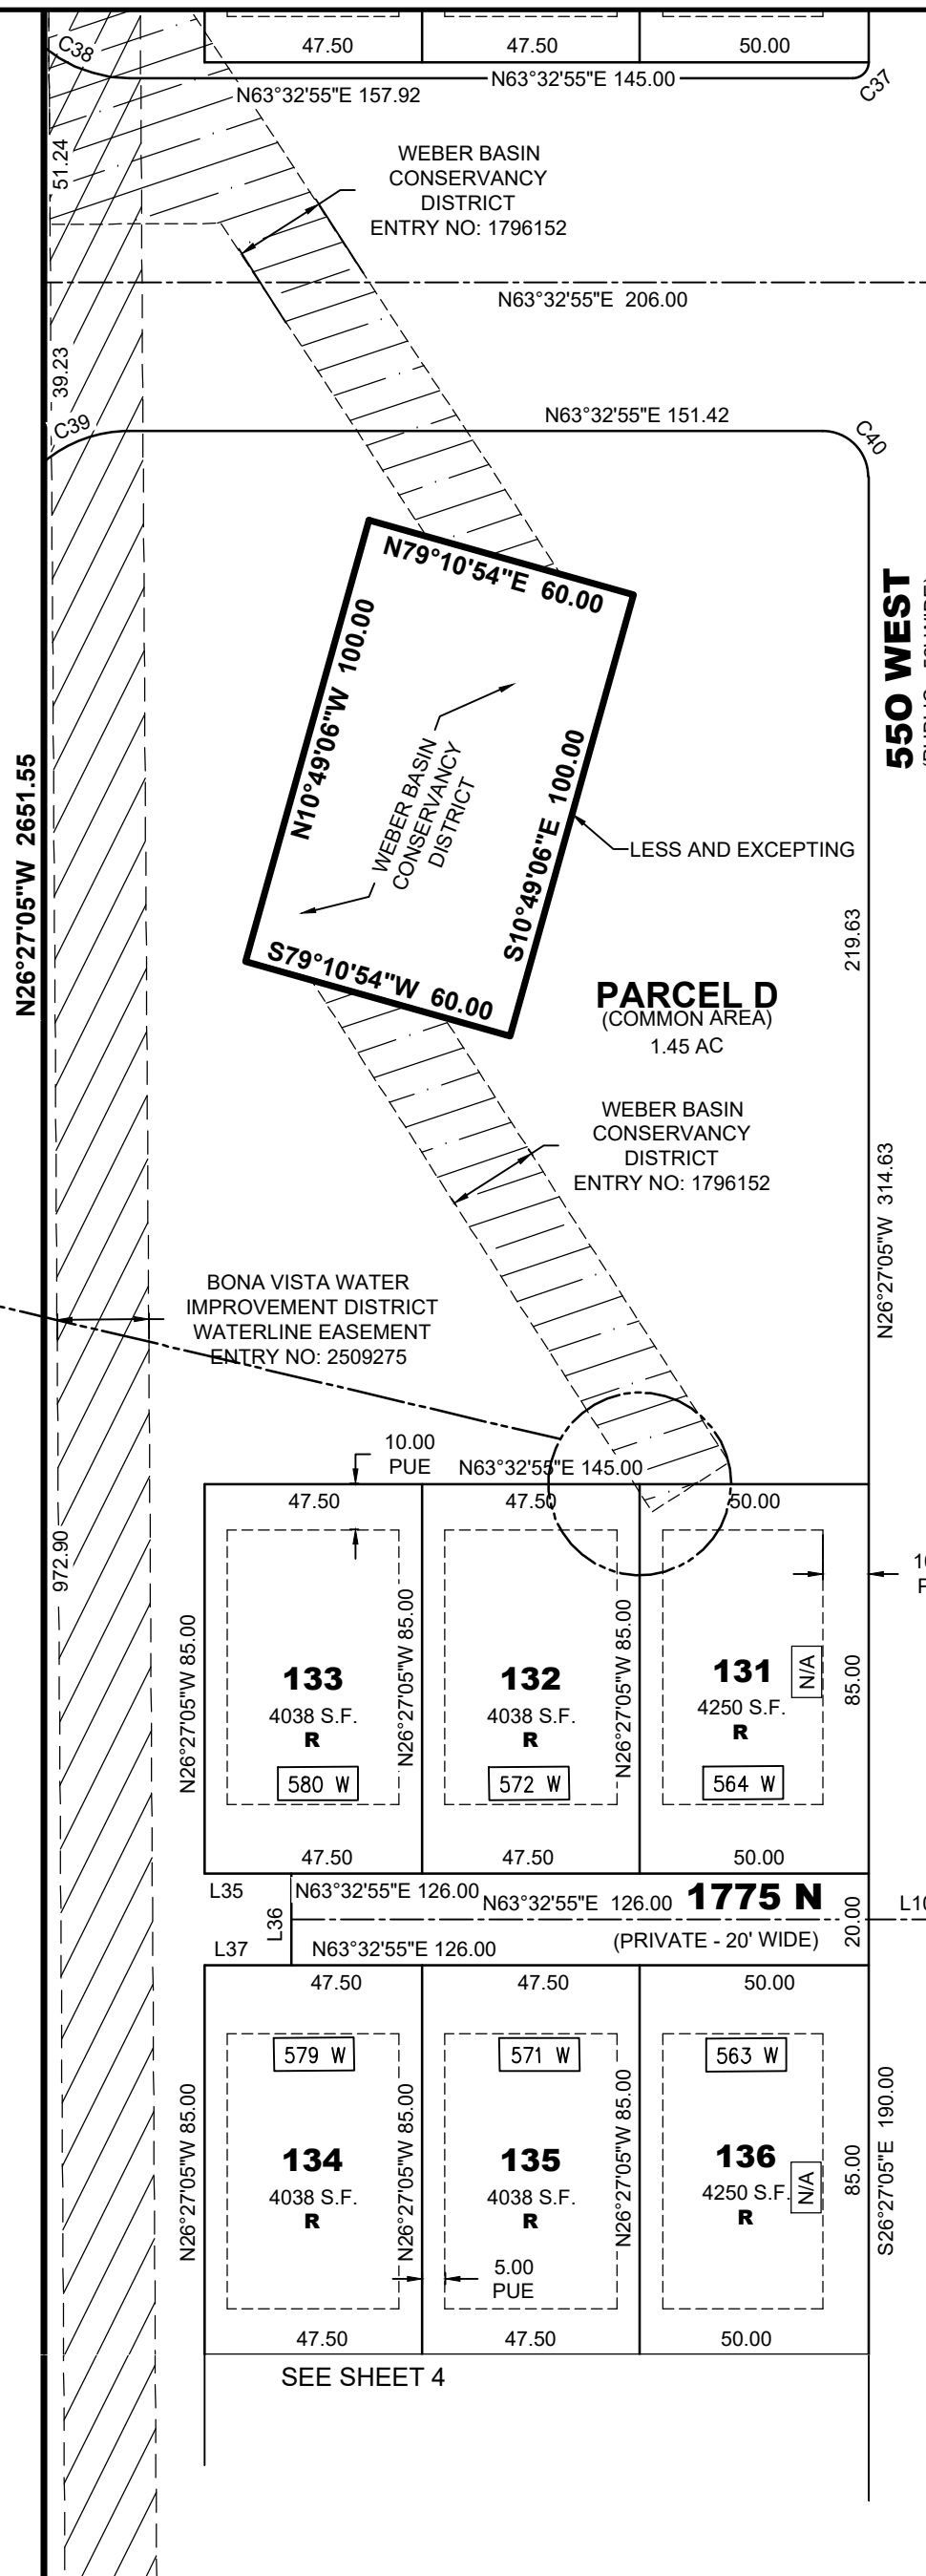 47.50
47.50
50.00
C38
N63°32'55"E 145.00
C37
N63°32'55"E 157.92
51.24
WEBER BASIN
CONSERVANCY
DISTRICT
ENTRY NO: 1796152
N63°32'55"E 206.00
39.23
C39
N63°32'55"E 151.42
C40
N79°10'54"E 60.00
N10°49'06"W 100.00
WEBER BASIN
CONSERVANCY
DISTRICT
S10°49'06"E 100.00
S79°10'54"W 60.00
550 WEST
N26°27'05"W 2651.55
LESS AND EXCEPTING
219.63
PARCEL D
(COMMON AREA)
1.45 AC
WEBER BASIN
CONSERVANCY
DISTRICT
ENTRY NO: 1796152
N26°27'05"W 314.63
BONA VISTA WATER
IMPROVEMENT DISTRICT
WATERLINE EASEMENT
ENTRY NO: 2509275
10.00
PUE
N63°32'55"E 145.00
47.50
47.50
50.00
972.90
N26°27'05"W 85.00
133
4038 S.F.
R
580 W
N26°27'05"W 85.00
132
4038 S.F.
R
572 W
N26°27'05"W 85.00
131
4250 S.F.
R
564 W
N/A
85.00
47.50
47.50
50.00
L35
N63°32'55"E 126.00
N63°32'55"E 126.00
1775 N
20.00
L36
L37
N63°32'55"E 126.00
(PRIVATE - 20' WIDE)
47.50
47.50
50.00
579 W
571 W
563 W
N26°27'05"W 85.00
134
4038 S.F.
R
N26°27'05"W 85.00
135
4038 S.F.
R
N26°27'05"W 85.00
136
4250 S.F.
R
N/A
85.00
S26°27'05"E 190.00
5.00
PUE
47.50
47.50
50.00
SEE SHEET 4